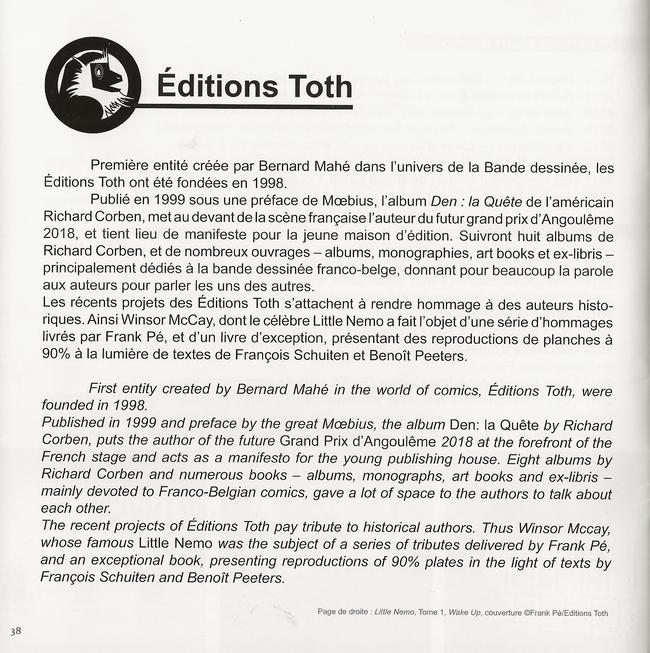 Éditions Toth
Première entité créée par Bernard Mahé dans l'univers de la Bande dessinée, les
Éditions Toth ont été fondées en 1998.
Publié en 1999 sous une préface de Mœbius, l'album Den : la Quête de l'américain
Richard Corben, met au devant de la scène française l'auteur du futur grand prix d'Angoulême
2018, et tient lieu de manifeste pour la jeune maison d'édition. Suivront huit albums de
Richard Corben, et de nombreux ouvrages – albums, monographies, art books et ex-libris –
principalement dédiés à la bande dessinée franco-belge, donnant pour beaucoup la parole
aux auteurs pour parler les uns des autres.
Les récents projets des Éditions Toth s'attachent à rendre hommage à des auteurs histo-
riques. Ainsi Winsor McCay, dont le célèbre Little Nemo a fait l'objet d'une série d'hommages
livrés par Frank Pé, et d'un livre d'exception, présentant des reproductions de planches à
90% à la lumière de textes de François Schuiten et Benoît Peeters.
First entity created by Bernard Mahé in the world of comics, Éditions Toth, were
founded in 1998.
Published in 1999 and preface by the great Mœbius, the album Den: la Quête by Richard
Corben, puts the author of the future Grand Prix d'Angoulême 2018 at the forefront of the
French stage and acts as a manifesto for the young publishing house. Eight albums by
Richard Corben and numerous books – albums, monographs, art books and ex-libris –
mainly devoted to Franco-Belgian comics, gave a lot of space to the authors to talk about
each other.
The recent projects of Éditions Toth pay tribute to historical authors. Thus Winsor Mccay,
whose famous Little Nemo was the subject of a series of tributes delivered by Frank Pé,
and an exceptional book, presenting reproductions of 90% plates in the light of texts by
François Schuiten and Benoît Peeters.
Page de droite : Little Nemo, Tome 1, Wake Up, couverture ©Frank Pé/Editions Toth
38